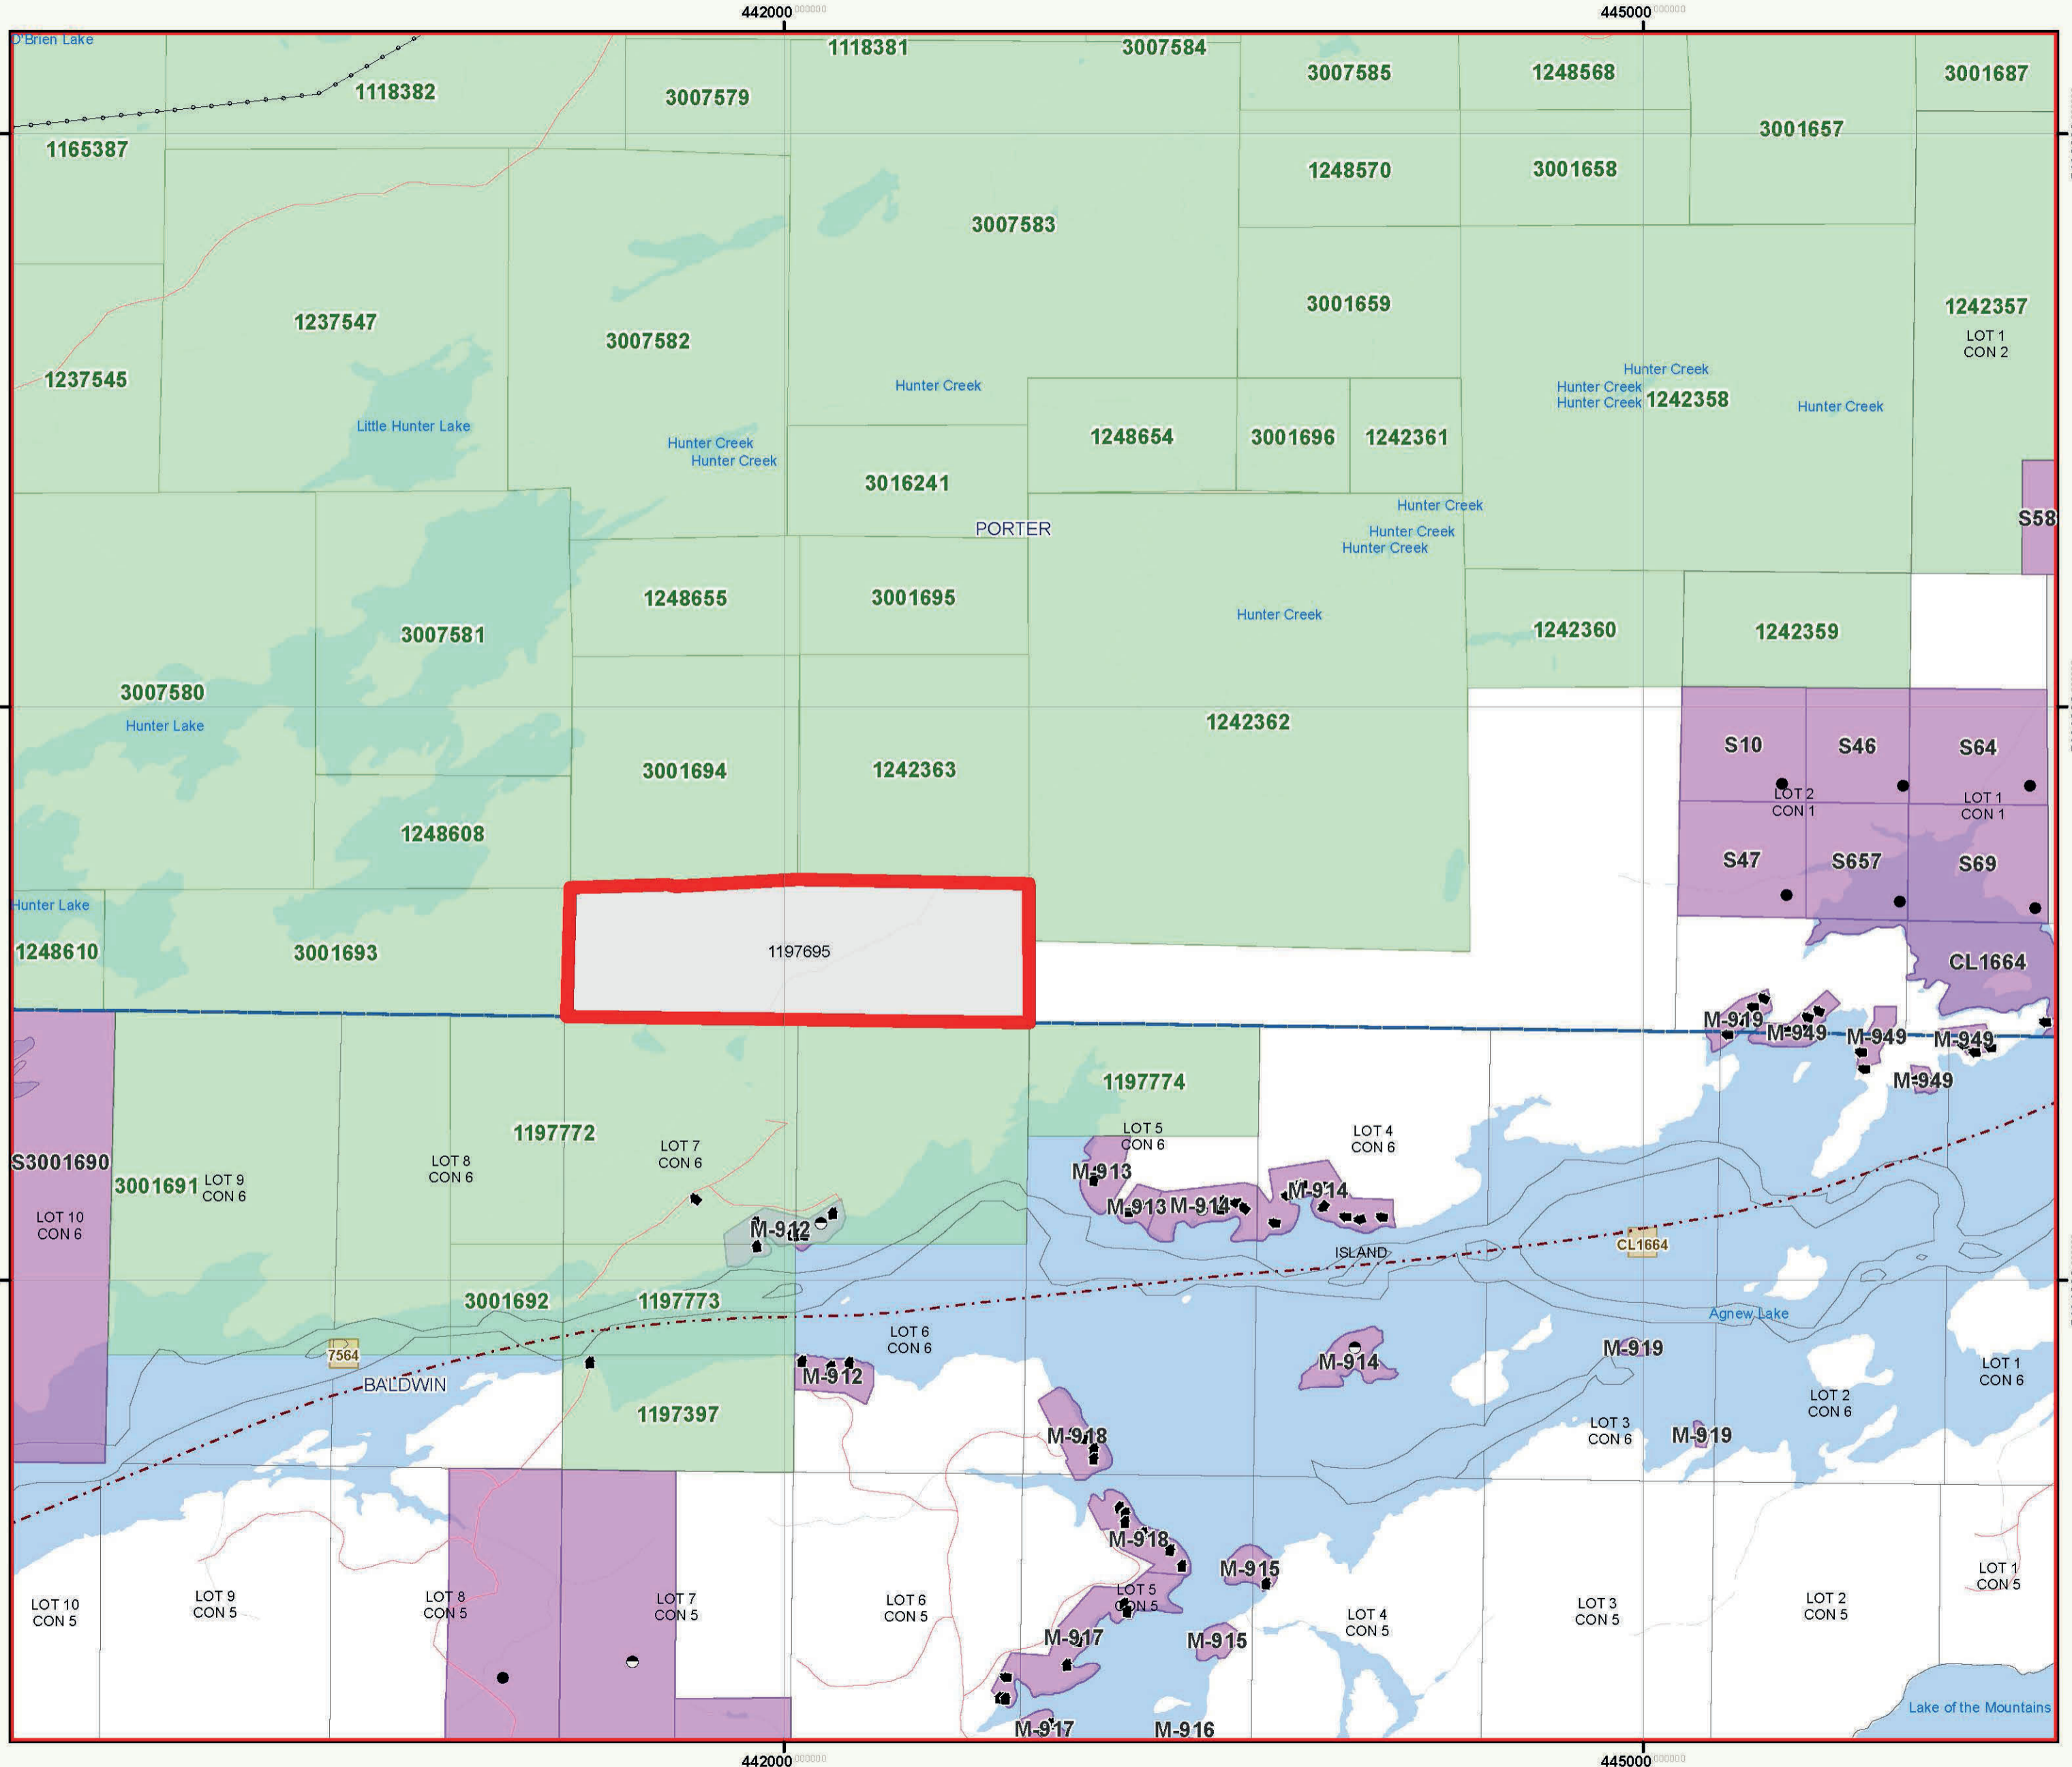 442000 000000
445000 000000
O'Brien Lake
1118381
3007584
3007585
1248568
3001687
1118382
3007579
3001657
1165387
1248570
3001658
3007583
1237547
3007582
3001659
1242357
LOT 1
CON 2
1237545
Hunter Creek
Hunter Creek
Hunter Creek
Hunter Creek
1242358
Hunter Creek
Little Hunter Lake
Hunter Creek
Hunter Creek
1248654
3001696
1242361
3016241
Hunter Creek
S58
PORTER
Hunter Creek
Hunter Creek
1248655
3001695
Hunter Creek
3007581
1242360
1242359
3007580
Hunter Lake
1242362
3001694
1242363
S10
S46
S64
LOT 2
CON 1
LOT 1
CON 1
1248608
S47
S657
S69
Hunter Lake
1248610
3001693
1197695
CL1664
M-919
M-949
M-949
M-949
M-949
1197774
1197772
LOT 7
CON 6
LOT 5
CON 6
LOT 4
CON 6
S3001690
3001691
LOT 9
CON 6
LOT 8
CON 6
M-913
M-913
M-914
M-914
LOT 10
CON 6
M-912
ISLAND
CL1664
3001692
1197773
Agnew Lake
7564
LOT 6
CON 6
M-914
M-919
LOT 1
CON 6
BALDWIN
M-912
LOT 2
CON 6
1197397
M-918
LOT 3
CON 6
M-919
M-918
M-915
LOT 10
CON 5
LOT 9
CON 5
LOT 8
CON 5
LOT 7
CON 5
LOT 6
CON 5
LOT 5
CON 5
LOT 4
CON 5
LOT 3
CON 5
LOT 2
CON 5
LOT 1
CON 5
M-917
M-915
Lake of the Mountains
M-917
M-916
442000 000000
445000 000000